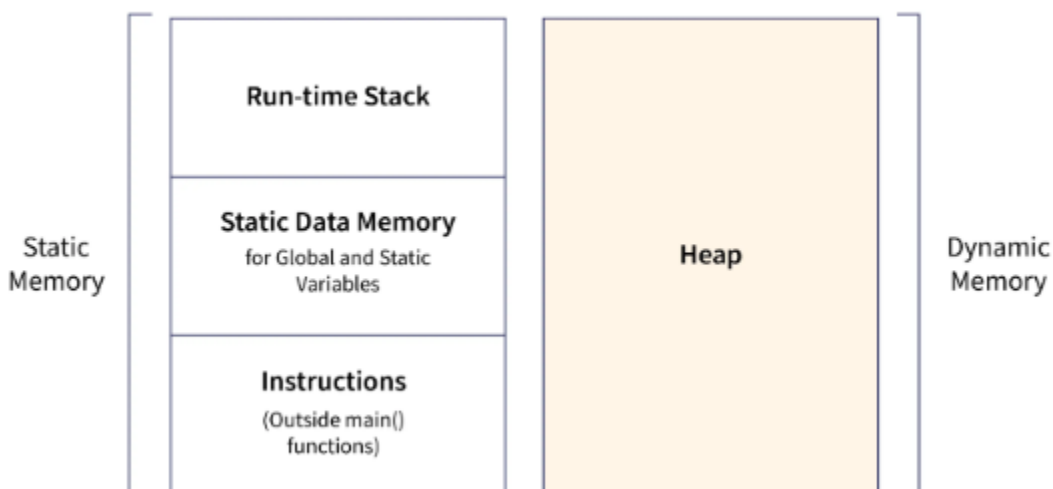 Run-time Stack
Static Data Memory
for Global and Static
Variables
Instructions
(Outside main()
functions)
Static
Memory
Heap
Dynamic
Memory